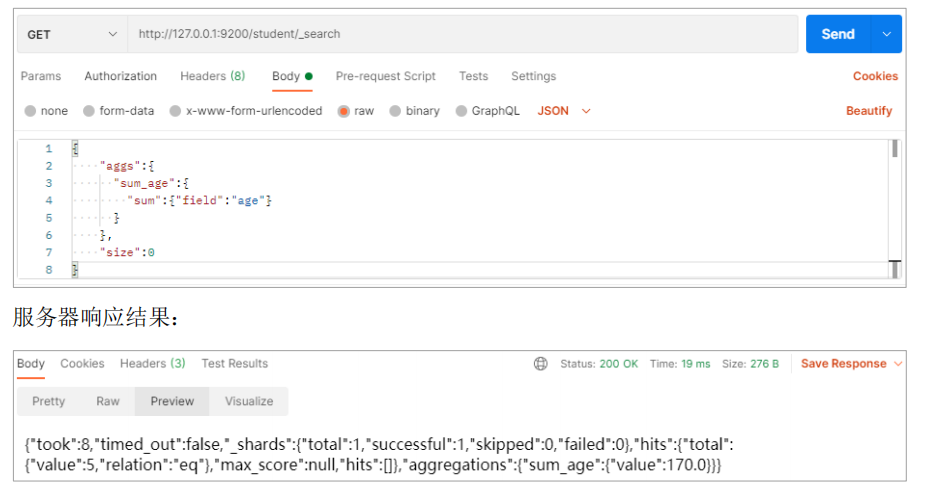 GET http://127.0.0.1:9200/student/_search Send
Params Authorization Headers (8) Body Pre-request Script Tests Settings Cookies
none form-data x-www-form-urlencoded raw binary GraphQL JSON Beautify
1 {
2 "aggs":{
3 "sum_age":{
4 "sum":{"field":"age"}
5 }
6 },
7 "size":0
8 }
服务器响应结果：
Body Cookies Headers (3) Test Results Status: 200 OK Time: 19 ms Size: 276 B Save Response
Pretty Raw Preview Visualize
{"took":8,"timed_out":false,"_shards":{"total":1,"successful":1,"skipped":0,"failed":0},"hits":{"total":
{"value":5,"relation":"eq"},"max_score":null,"hits":[]},"aggregations":{"sum_age":{"value":170.0}}}